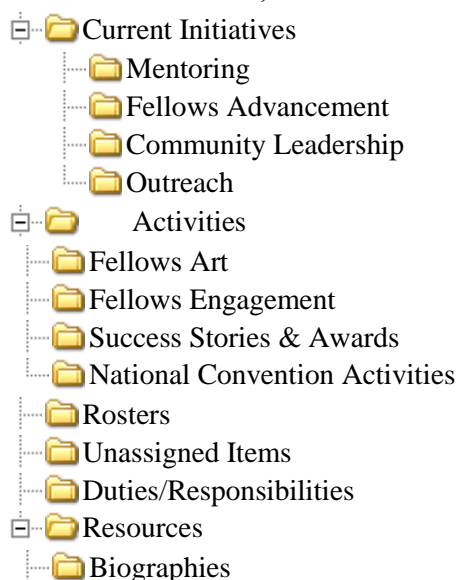 Current Initiatives
Mentoring
Fellows Advancement
Community Leadership
Outreach
Activities
Fellows Art
Fellows Engagement
Success Stories & Awards
National Convention Activities
Rosters
Unassigned Items
Duties/Responsibilities
Resources
Biographies